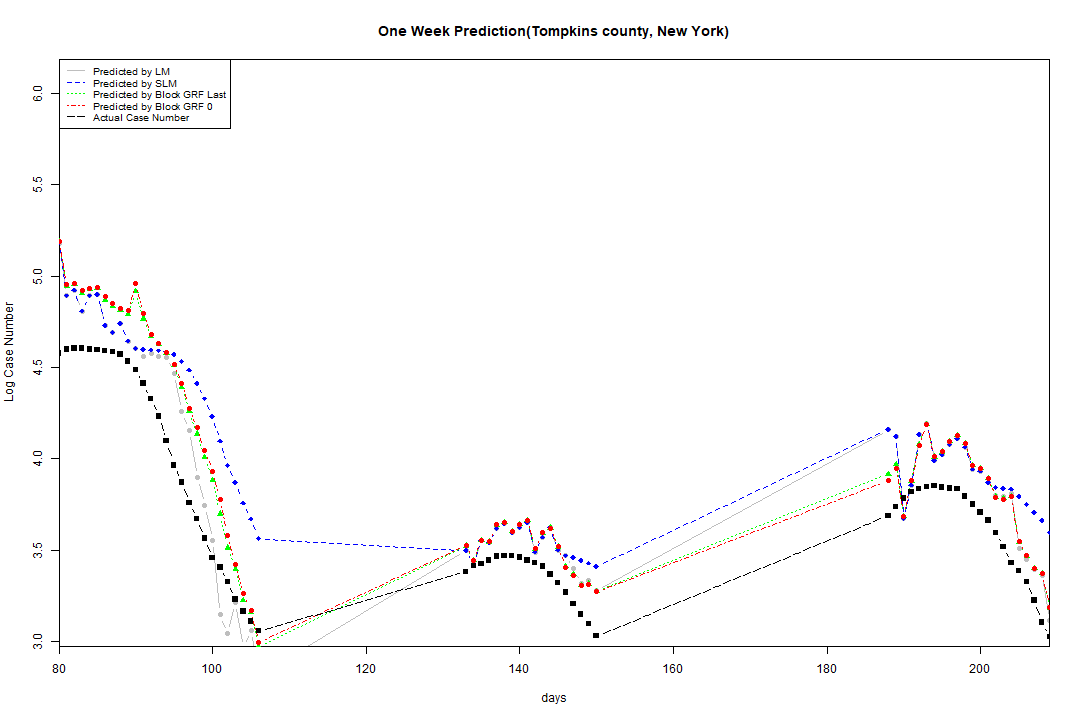 One Week Prediction(Tompkins county, New York)
Predicted by LM
Predicted by SLM
Predicted by Block GRF Last
Predicted by Block GRF 0
Actual Case Number
6.0
5.5
5.0
4.5
4.0
3.5
3.0
Log Case Number
80 100 120 140 160 180 200
days